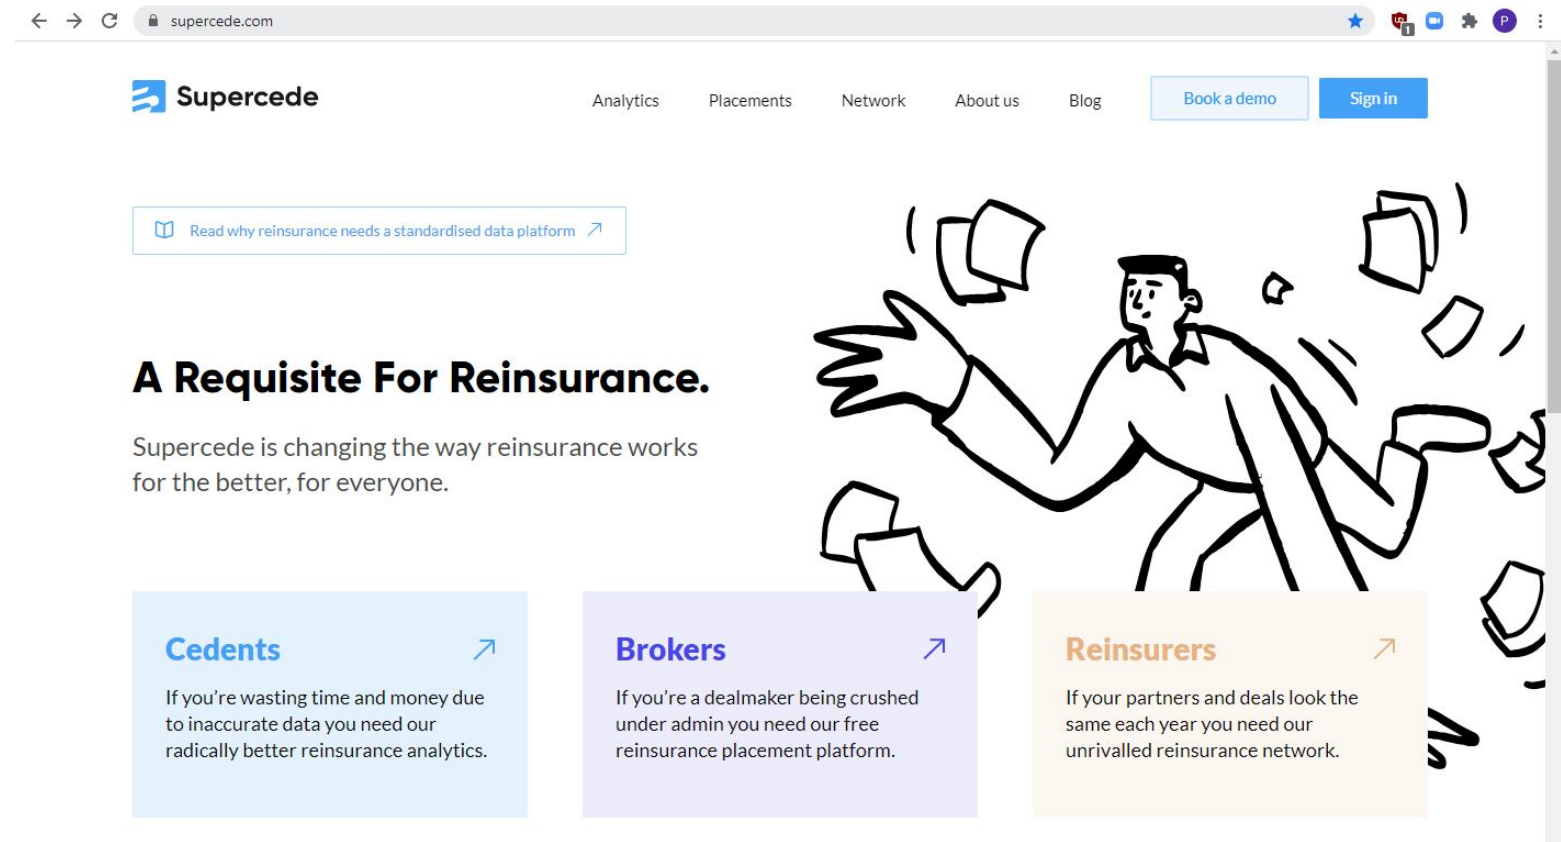 supercede.com
1
P
Supercede
Analytics Placements Network About us Blog Book a demo Sign in
Read why reinsurance needs a standardised data platform
A Requisite For Reinsurance.
Supercede is changing the way reinsurance works
for the better, for everyone.
Cedents
If you're wasting time and money due
to inaccurate data you need our
radically better reinsurance analytics.
Brokers
If you're a dealmaker being crushed
under admin you need our free
reinsurance placement platform.
Reinsurers
If your partners and deals look the
same each year you need our
unrivalled reinsurance network.